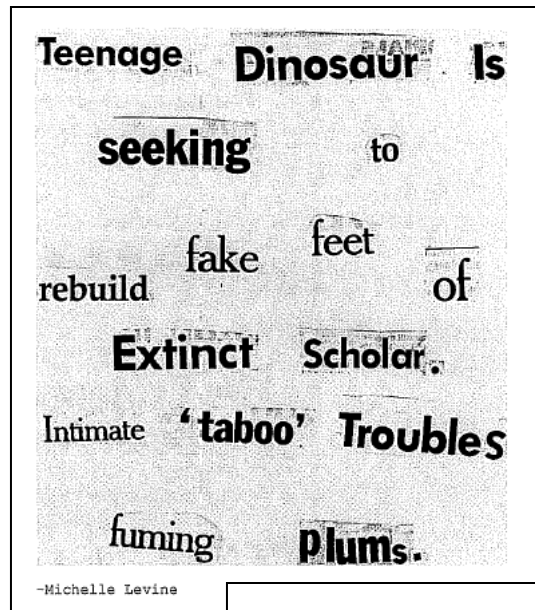 Teenage Dinosaur Is
seeking to
rebuild fake feet of
Extinct Scholar.
Intimate 'taboo' Troubles
fuming plums.
-Michelle Levine